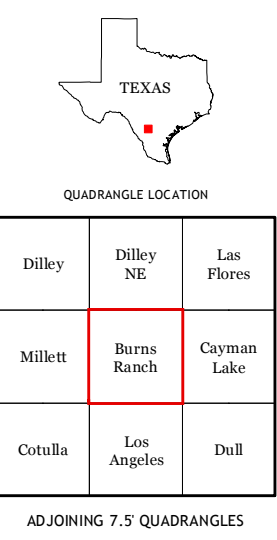 TEXAS
QUADRANGLE LOCATION
Dilley
Dilley
NE
Las
Flores
Millett
Burns
Ranch
Cayman
Lake
Cotulla
Los
Angeles
Dull
ADJOINING 7.5' QUADRANGLES